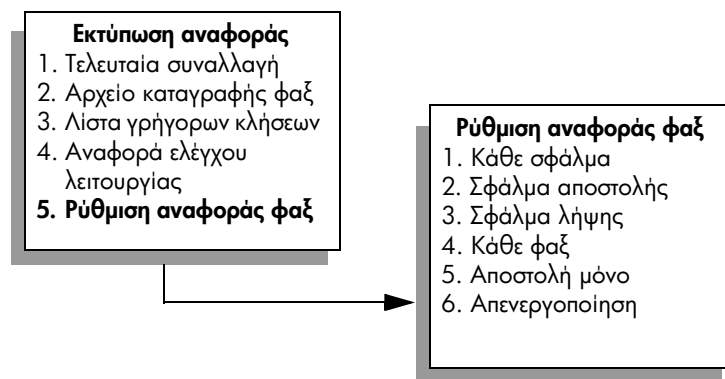 Εκτύπωση αναφοράς
1. Τελευταία συναλλαγή
2. Αρχείο καταγραφής φαξ
3. Λίστα γρήγορων κλήσεων
4. Αναφορά ελέγχου
λειτουργίας
5. Ρύθμιση αναφοράς φαξ
Ρύθμιση αναφοράς φαξ
1. Κάθε σφάλμα
2. Σφάλμα αποστολής
3. Σφάλμα λήψης
4. Κάθε φαξ
5. Αποστολή μόνο
6. Απενεργοποίηση